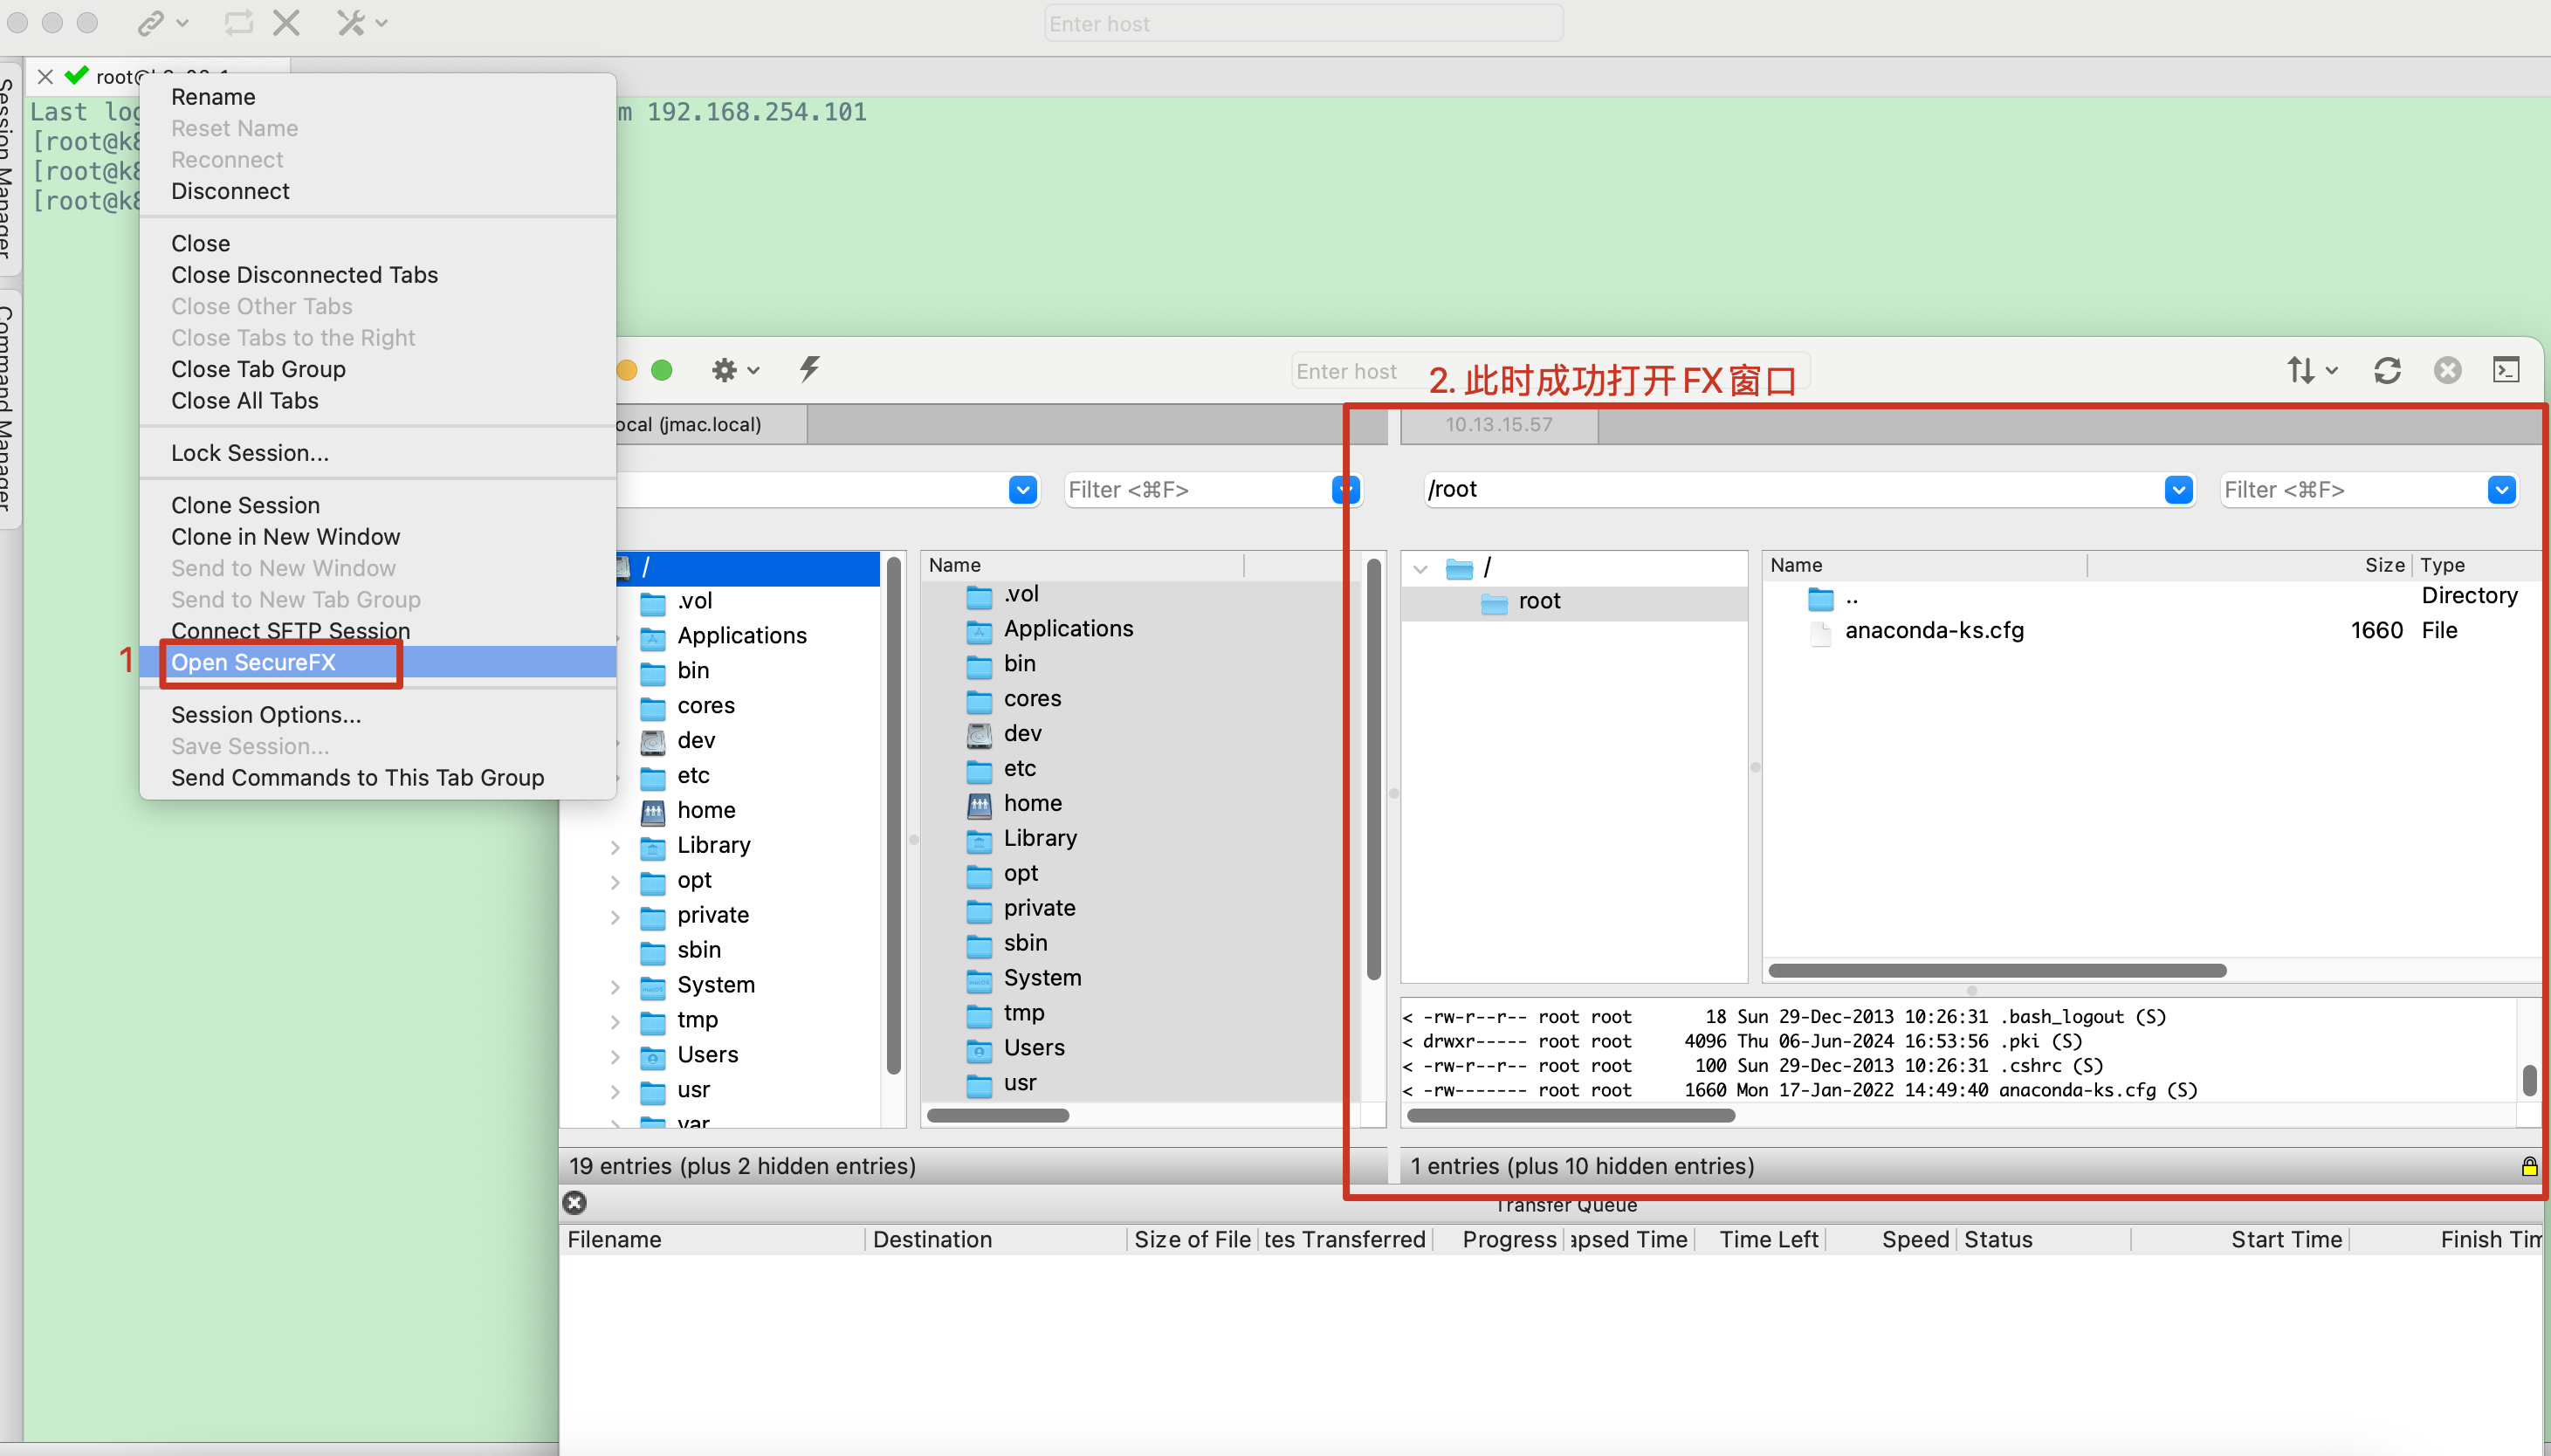 Enter host
root@
Session Manager
Command Manager
Last log
m 192.168.254.101
[root@k8
[root@k8
[root@k8
Rename
Reset Name
Reconnect
Disconnect
Close
Close Disconnected Tabs
Close Other Tabs
Close Tabs to the Right
Close Tab Group
Close All Tabs
Lock Session...
Clone Session
Clone in New Window
Send to New Window
Send to New Tab Group
Connect SFTP Session
1
Open SecureFX
Session Options...
Save Session...
Send Commands to This Tab Group
Enter host
2. 此时成功打开FX窗口
ocal (jmac.local)
Filter <⌘F>
/
.vol
Applications
bin
cores
dev
etc
home
Library
opt
private
sbin
System
tmp
Users
usr
var
Name
.vol
Applications
bin
cores
dev
etc
home
Library
opt
private
sbin
System
tmp
Users
usr
19 entries (plus 2 hidden entries)
10.13.15.57
/root
Filter <⌘F>
/
root
Name Size Type
.. Directory
anaconda-ks.cfg 1660 File
< -rw-r--r-- root root 18 Sun 29-Dec-2013 10:26:31 .bash_logout (S)
< drwxr----- root root 4096 Thu 06-Jun-2024 16:53:56 .pki (S)
< -rw-r--r-- root root 100 Sun 29-Dec-2013 10:26:31 .cshrc (S)
< -rw------- root root 1660 Mon 17-Jan-2022 14:49:40 anaconda-ks.cfg (S)
1 entries (plus 10 hidden entries)
Transfer Queue
Filename Destination Size of File tes Transferred Progress apsed Time Time Left Speed Status Start Time Finish Tim